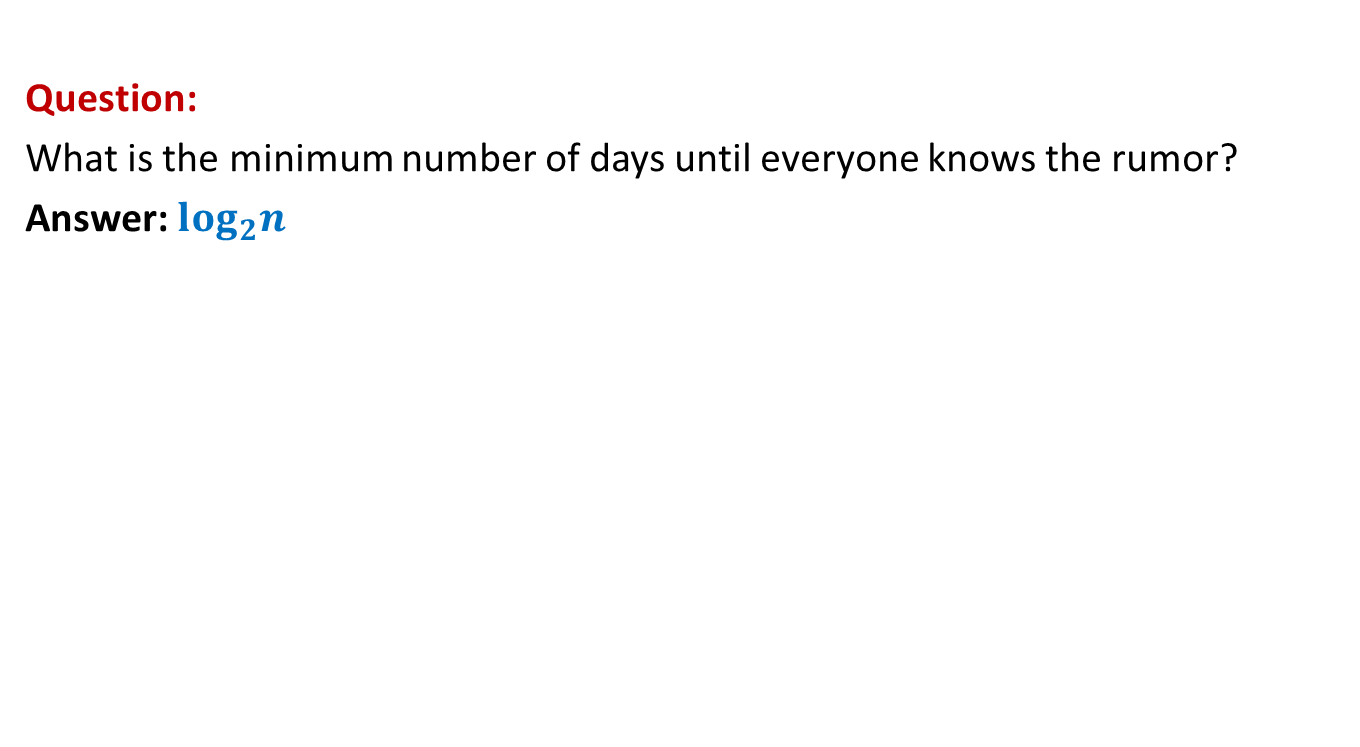 Question:
What is the minimum number of days until everyone knows the rumor?
Answer: log₂n